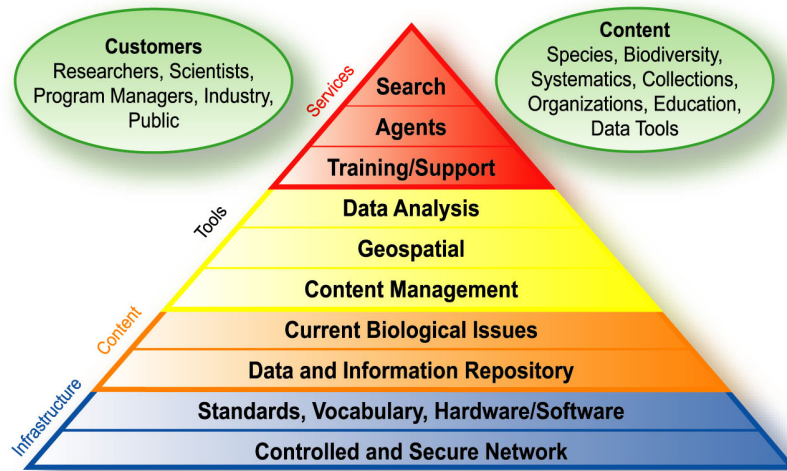 Customers
Researchers, Scientists,
Program Managers, Industry,
Public
Content
Species, Biodiversity,
Systematics, Collections,
Organizations, Education,
Data Tools
Services
Search
Agents
Training/Support
Tools
Data Analysis
Geospatial
Content Management
Content
Current Biological Issues
Data and Information Repository
Infrastructure
Standards, Vocabulary, Hardware/Software
Controlled and Secure Network